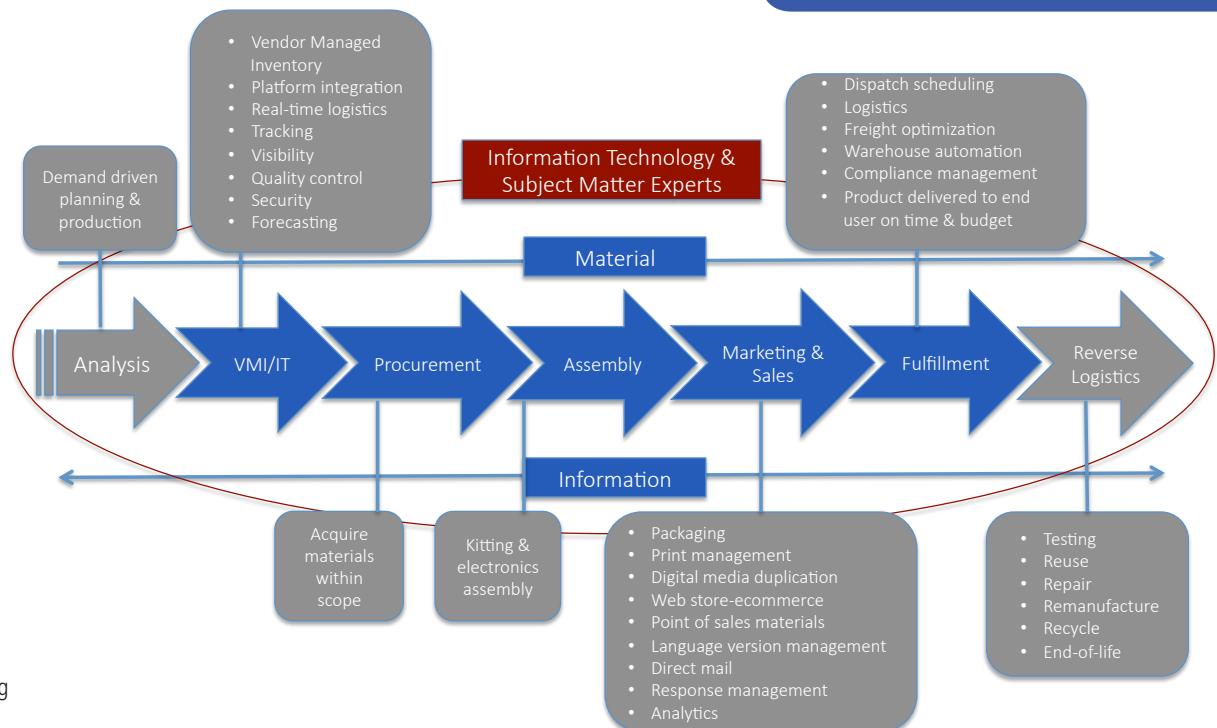 • Vendor Managed
Inventory
• Platform integration
• Real-time logistics
• Tracking
• Visibility
• Quality control
• Security
• Forecasting
• Dispatch scheduling
• Logistics
• Freight optimization
• Warehouse automation
• Compliance management
• Product delivered to end
user on time & budget
Information Technology &
Subject Matter Experts
Demand driven
planning &
production
Material
Analysis
VMI/IT
Procurement
Assembly
Marketing &
Sales
Fulfillment
Reverse
Logistics
Information
Acquire
materials
within
scope
Kitting &
electronics
assembly
• Packaging
• Print management
• Digital media duplication
• Web store-ecommerce
• Point of sales materials
• Language version management
• Direct mail
• Response management
• Analytics
• Testing
• Reuse
• Repair
• Remanufacture
• Recycle
• End-of-life
g